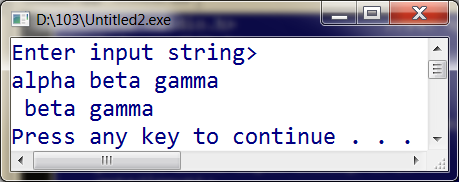 D:\103\Untitled2.exe
Enter input string>
alpha beta gamma
 beta gamma
Press any key to continue . . .